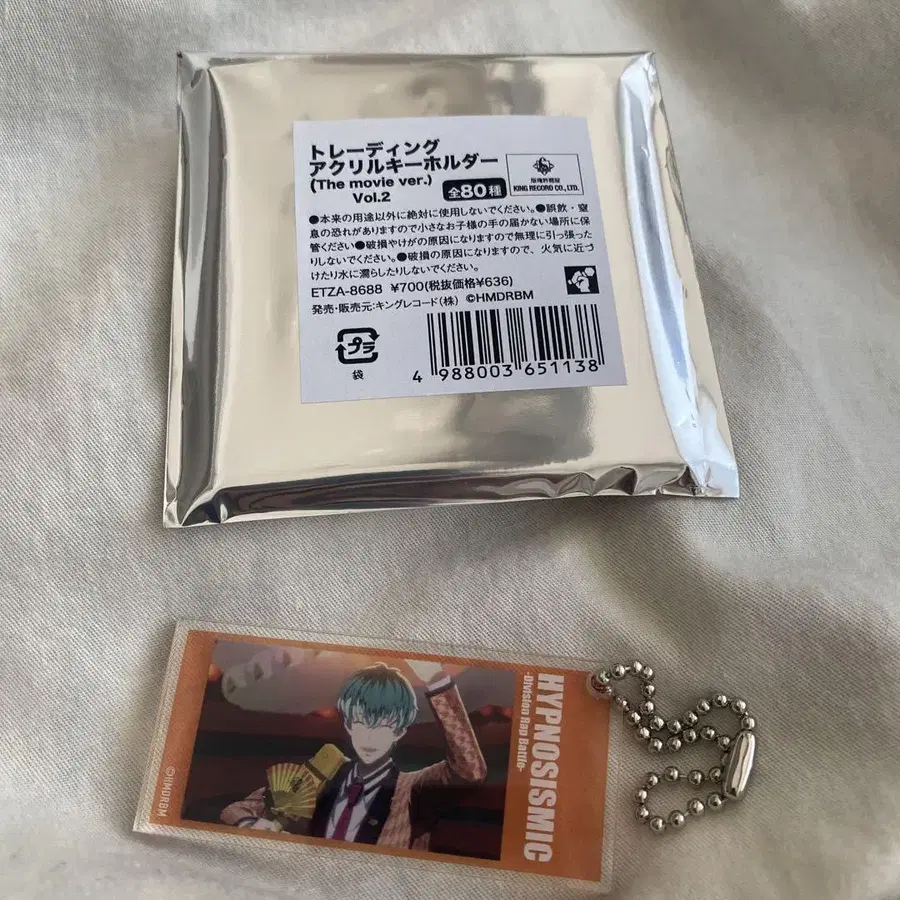 トレーディング
アクリルキーホルダー
(The movie ver.)
Vol.2
全80種
版権許諾証
KING RECORD CO., LTD.
●本来の用途以外に絶対に使用しないでください。●誤飲・窒
息の恐れがありますので小さなお子様の手の届かない場所に保
管ください●破損やけがの原因になりますので無理に引っ張った
りしないでください。●破損の原因になりますので、火気に近づ
けたり水に濡らしたりしないでください。
ETZA-8688 ¥700(税抜価格¥636)
発売・販売元:キングレコード(株) ©HMDRBM
プラ
袋
4 988003 651138
HYPNOSISMIC
-Division Rap Battle-
©HMDRBM